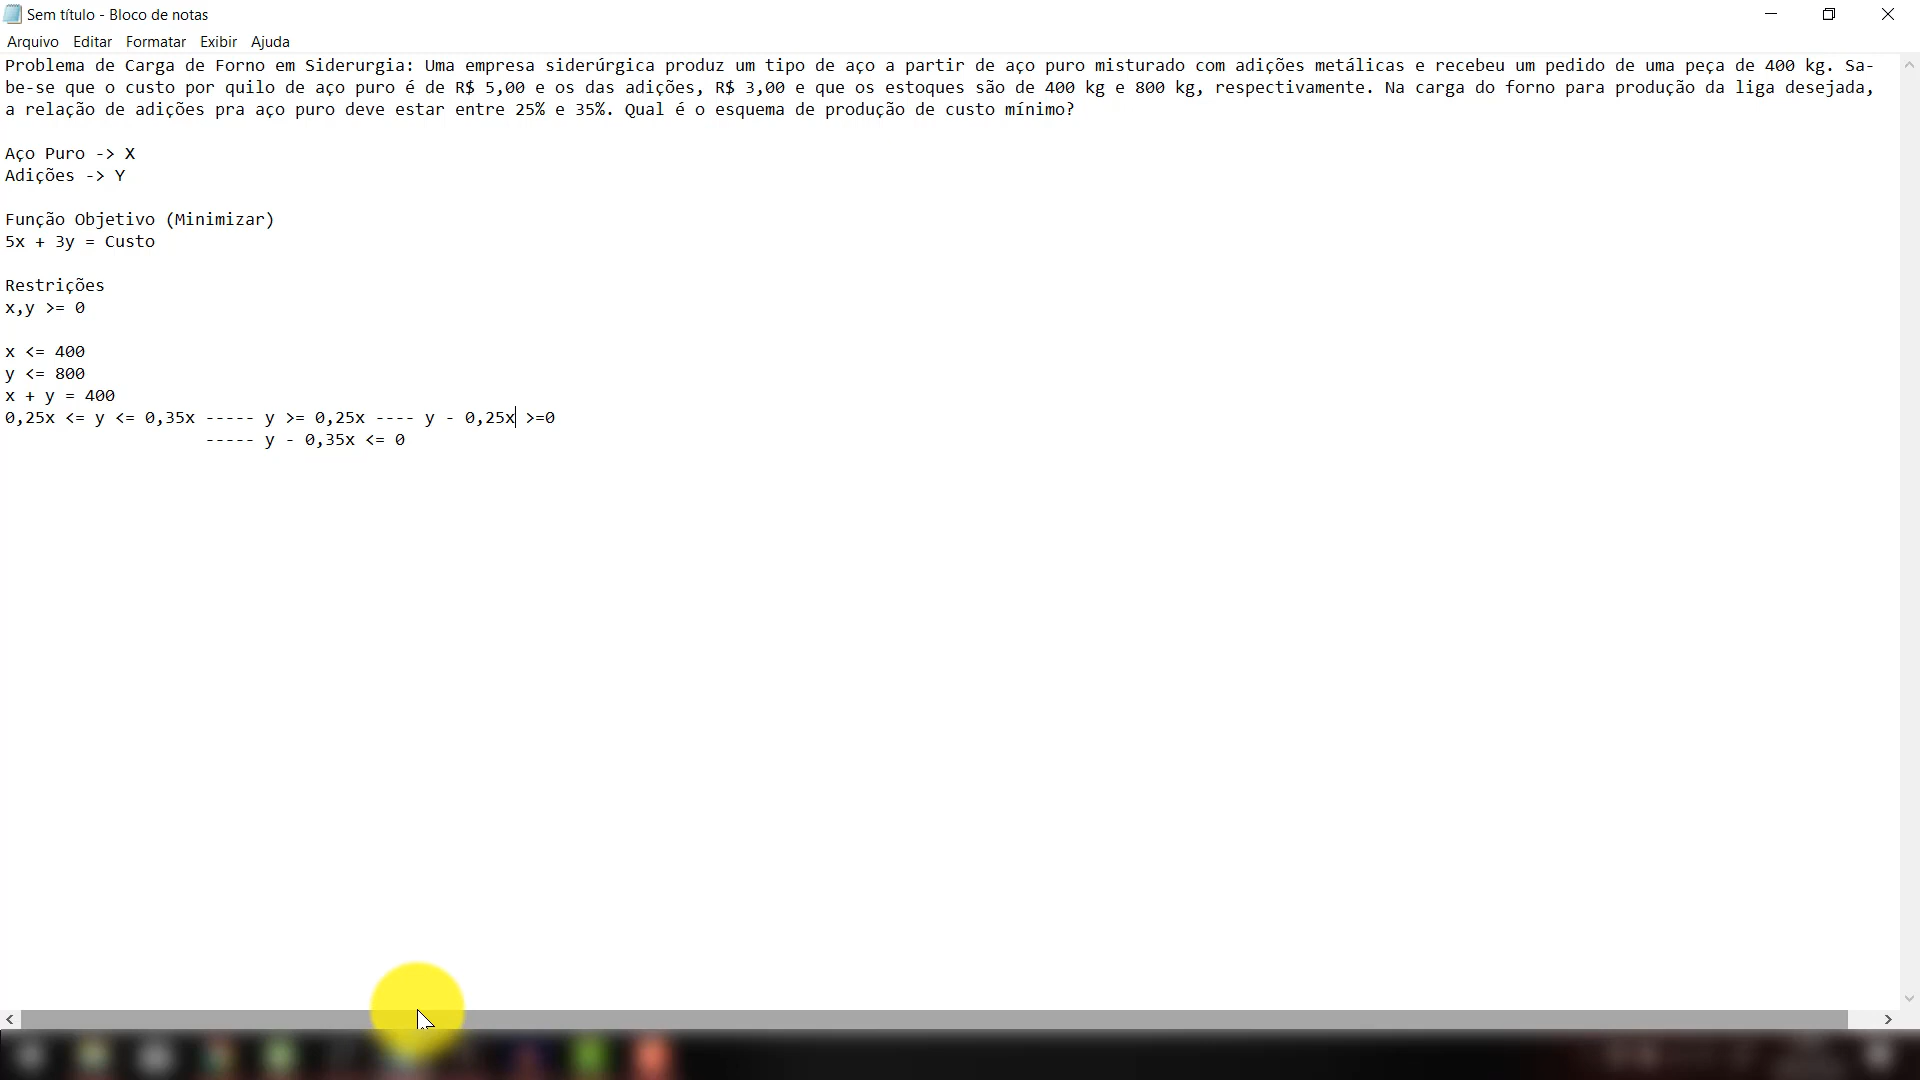 Sem título - Bloco de notas
Arquivo Editar Formatar Exibir Ajuda
Problema de Carga de Forno em Siderurgia: Uma empresa siderúrgica produz um tipo de aço a partir de aço puro misturado com adições metálicas e recebeu um pedido de uma peça de 400 kg. Sa-
be-se que o custo por quilo de aço puro é de R$ 5,00 e os das adições, R$ 3,00 e que os estoques são de 400 kg e 800 kg, respectivamente. Na carga do forno para produção da liga desejada,
a relação de adições pra aço puro deve estar entre 25% e 35%. Qual é o esquema de produção de custo mínimo?
Aço Puro -> X
Adições -> Y
Função Objetivo (Minimizar)
5x + 3y = Custo
Restrições
x,y >= 0
x <= 400
y <= 800
x + y = 400
0,25x <= y <= 0,35x ----- y >= 0,25x ---- y - 0,25x >=0
----- y - 0,35x <= 0